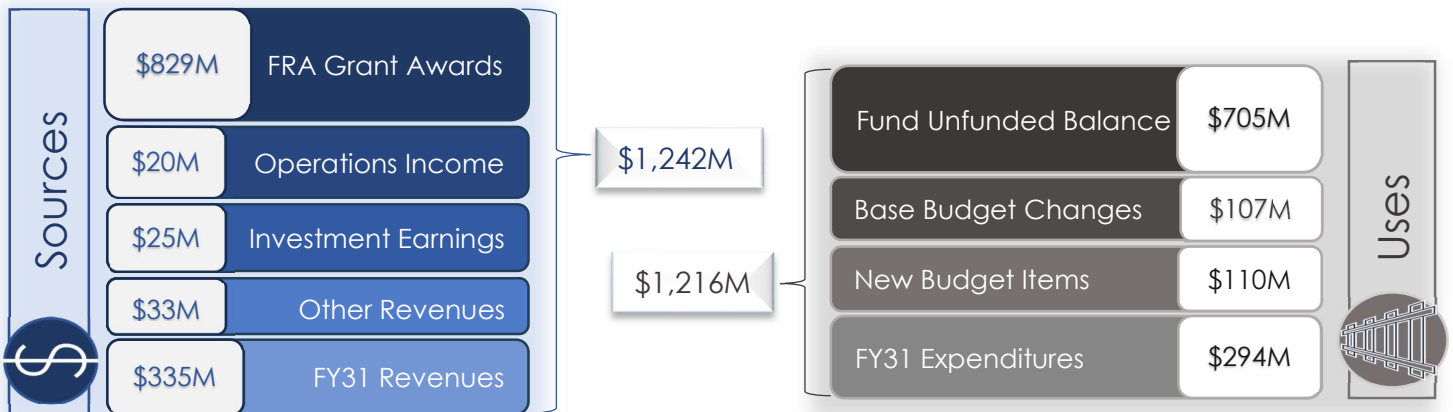 Sources
$829M FRA Grant Awards
$20M Operations Income
$25M Investment Earnings
$33M Other Revenues
$335M FY31 Revenues
$1,242M
$1,216M
Fund Unfunded Balance $705M
Base Budget Changes $107M
New Budget Items $110M
FY31 Expenditures $294M
Uses